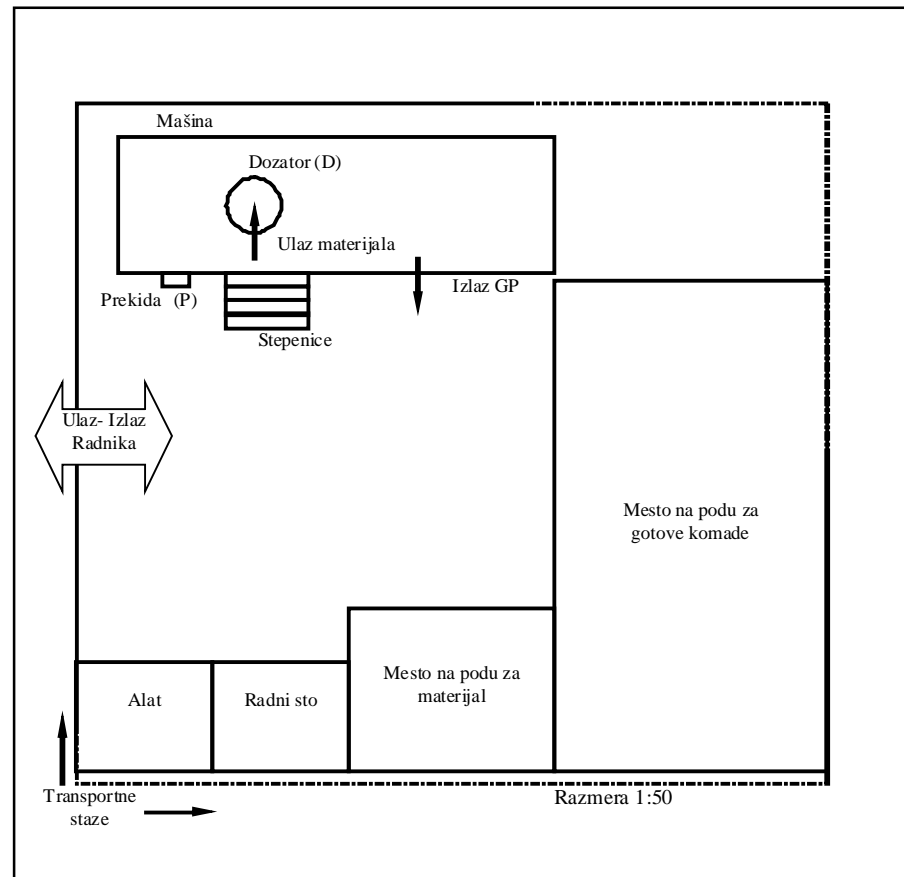 Mašina
Dozator (D)
Ulaz materijala
Prekida (P)
Izlaz GP
Stepenice
Ulaz- Izlaz
Radnika
Mesto na podu za
gotove komade
Mesto na podu za
materijal
Alat
Radni sto
Transportne
staze
Razmera 1:50